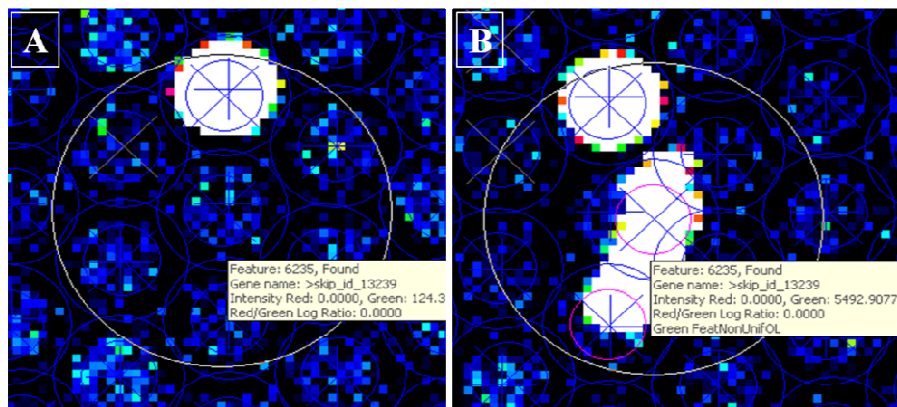 A
Feature: 6235, Found
Gene name: >skip_id_13239
Intensity Red: 0.0000, Green: 124.3
Red/Green Log Ratio: 0.0000
B
Feature: 6235, Found
Gene name: >skip_id_13239
Intensity Red: 0.0000, Green: 5492.9077
Red/Green Log Ratio: 0.0000
Green FeatNonUnifOL